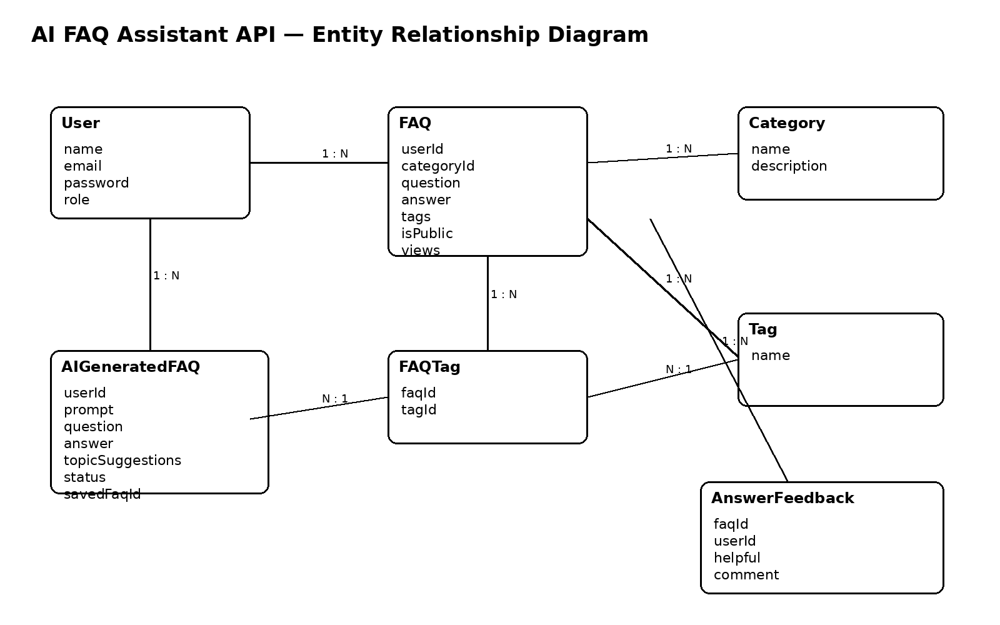 AI FAQ Assistant API — Entity Relationship Diagram
User
name
email
password
role
1 : N
FAQ
userId
categoryId
question
answer
tags
isPublic
views
1 : N
Category
name
description
1 : N
1 : N
1 : N
1 : N
Tag
name
AIGeneratedFAQ
userId
prompt
question
answer
topicSuggestions
status
savedFaqId
N : 1
FAQTag
faqId
tagId
N : 1
AnswerFeedback
faqId
userId
helpful
comment